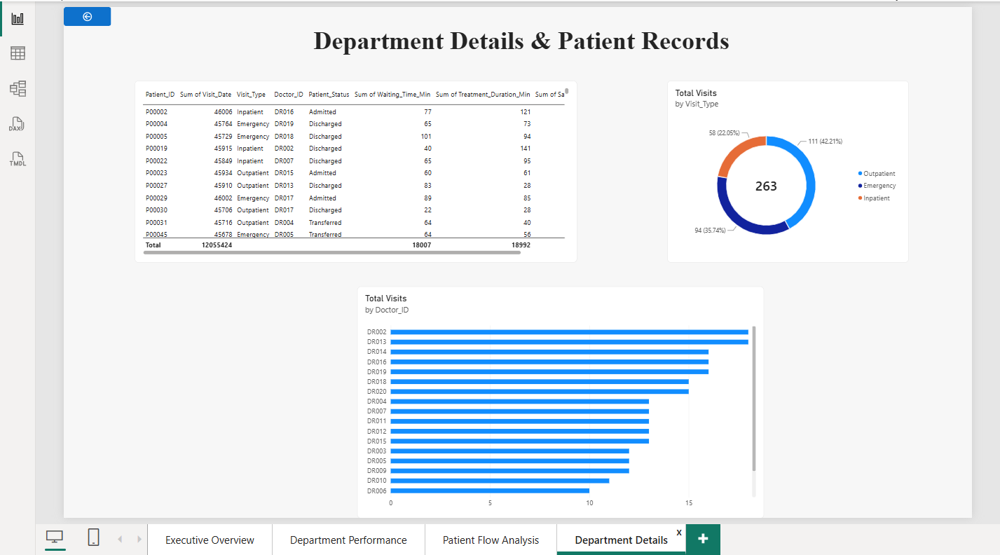 Department Details & Patient Records
Patient_ID Sum of Visit_Date Visit_Type Doctor_ID Patient_Status Sum of Waiting_Time_Min Sum of Treatment_Duration_Min Sum of Sa
P00002 46006 Inpatient DR016 Admitted 77 121
P00004 45764 Emergency DR019 Discharged 65 73
P00005 45729 Emergency DR018 Discharged 101 94
P00019 45915 Inpatient DR002 Discharged 40 141
P00022 45849 Inpatient DR007 Discharged 65 95
P00023 45934 Outpatient DR015 Admitted 60 61
P00027 45910 Outpatient DR013 Discharged 83 28
P00029 46002 Emergency DR017 Admitted 89 85
P00030 45706 Outpatient DR017 Discharged 22 28
P00031 45716 Outpatient DR004 Transferred 64 40
P00045 45678 Emergency DR005 Transferred 64 56
Total 12055424 18007 18992
Total Visits
by Visit_Type
58 (22.05%)
111 (42.21%)
263
94 (35.74%)
Outpatient
Emergency
Inpatient
Total Visits
by Doctor_ID
DR002
DR013
DR014
DR016
DR019
DR018
DR020
DR004
DR007
DR011
DR012
DR015
DR003
DR005
DR009
DR010
DR006
0 5 10 15
DAX
TMDL
Executive Overview
Department Performance
Patient Flow Analysis
Department Details
x
+